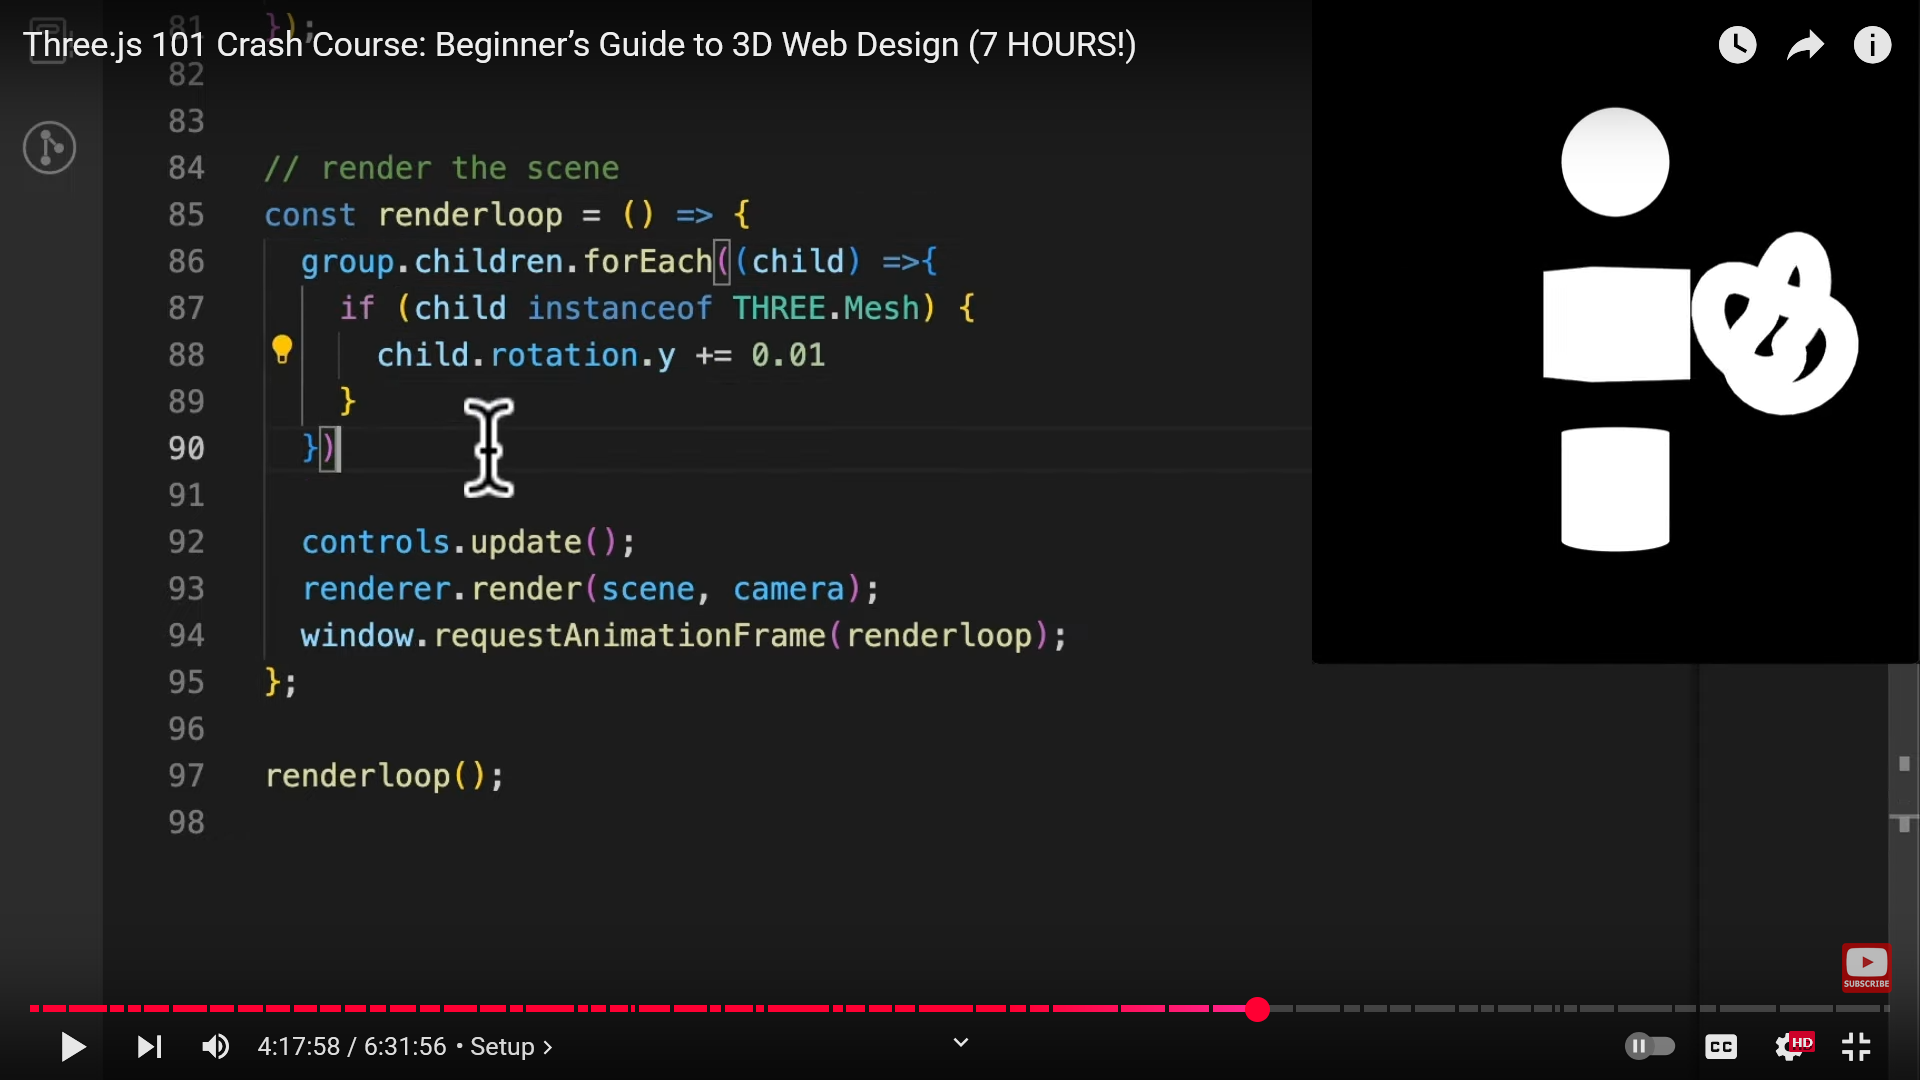 81 });
Three.js 101 Crash Course: Beginner’s Guide to 3D Web Design (7 HOURS!)
82
83
84 // render the scene
85 const renderloop = () => {
86 group.children.forEach((child) =>{
87 if (child instanceof THREE.Mesh) {
88 child.rotation.y += 0.01
89 }
90 })
91
92 controls.update();
93 renderer.render(scene, camera);
94 window.requestAnimationFrame(renderloop);
95 };
96
97 renderloop();
98
SUBSCRIBE
4:17:58 / 6:31:56 • Setup >
CC
HD